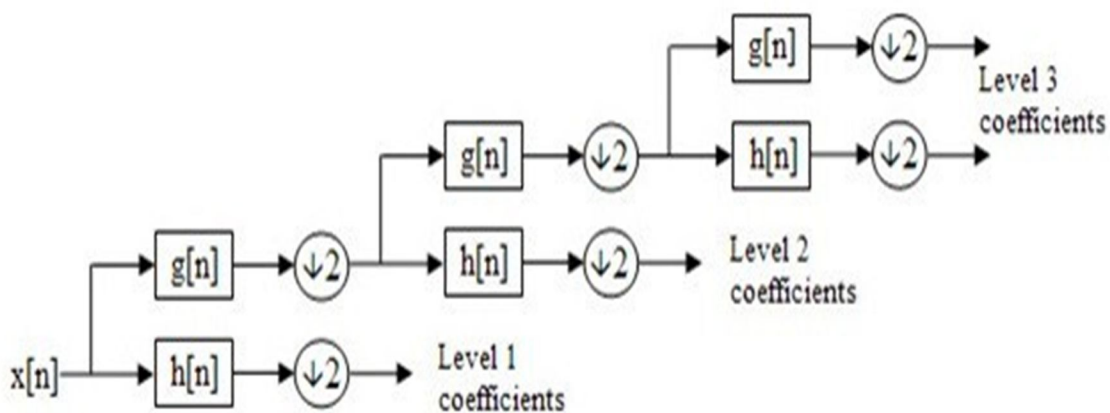 g[n] ↓2
Level 3
coefficients
g[n] ↓2 h[n] ↓2
g[n] ↓2 h[n] ↓2
Level 2
coefficients
x[n] h[n] ↓2
Level 1
coefficients